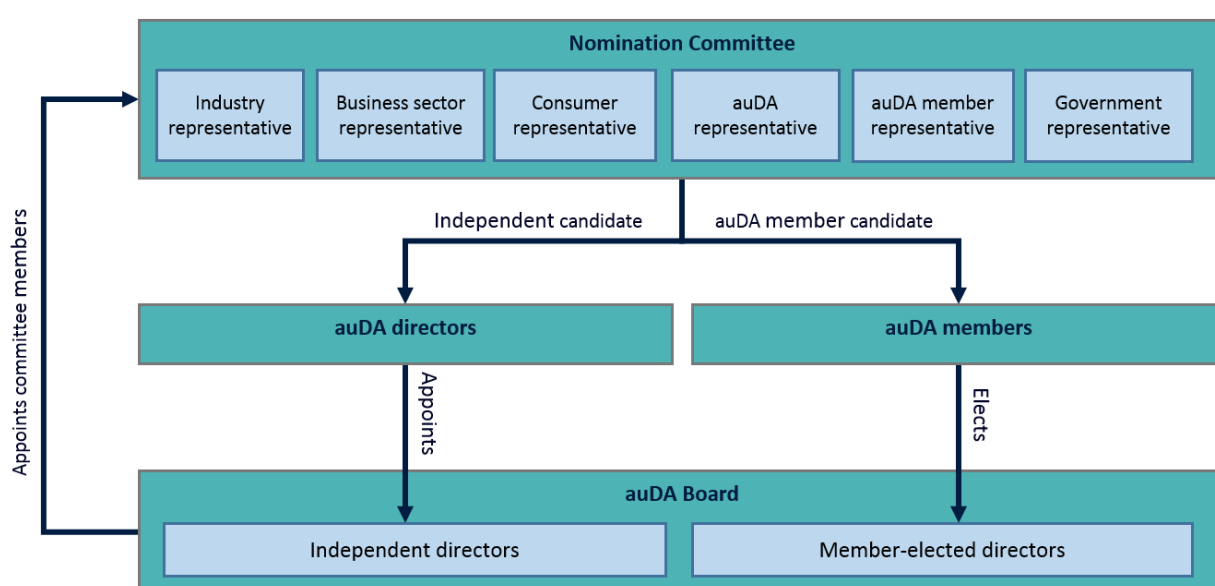 Nomination Committee
Industry
representative
Business sector
representative
Consumer
representative
auDA
representative
auDA member
representative
Government
representative
Appoints committee members
Independent candidate
auDA member candidate
auDA directors
auDA members
Appoints
Elects
auDA Board
Independent directors
Member-elected directors